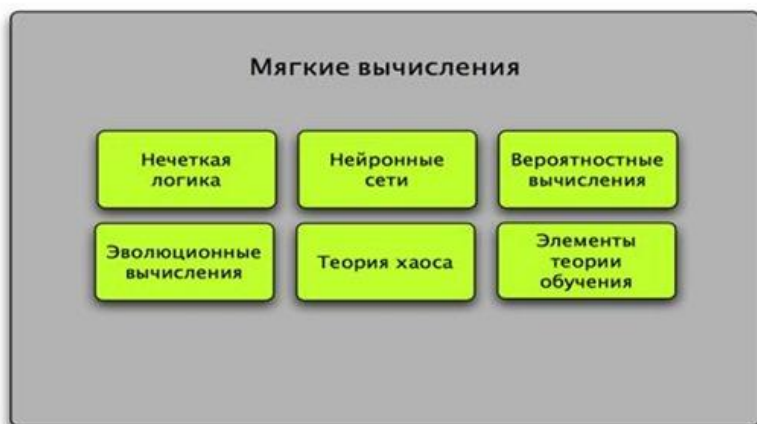 Мягкие вычисления
Нечеткая
логика
Нейронные
сети
Вероятностные
вычисления
Эволюционные
вычисления
Теория хаоса
Элементы
теории
обучения